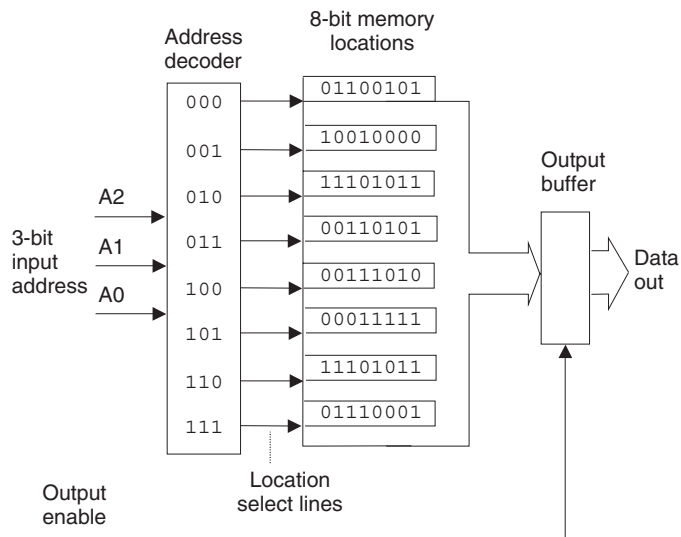 Address
decoder
8-bit memory
locations
000
001
010
011
100
101
110
111
01100101
10010000
11101011
00110101
00111010
00011111
11101011
01110001
A2
A1
A0
3-bit
input
address
Output
buffer
Data
out
Location
select lines
Output
enable